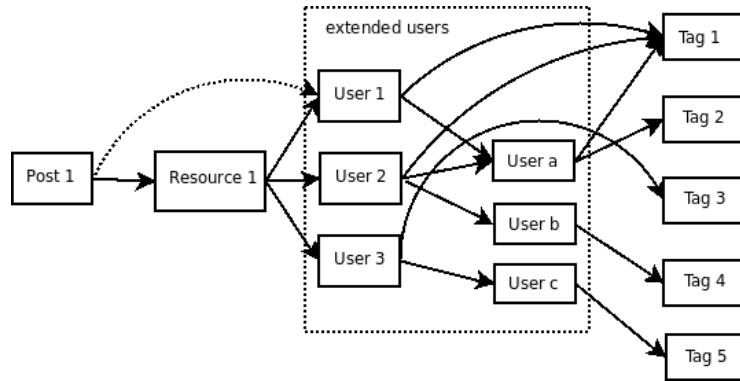 extended users
Post 1
Resource 1
User 1
User 2
User 3
User a
User b
User c
Tag 1
Tag 2
Tag 3
Tag 4
Tag 5